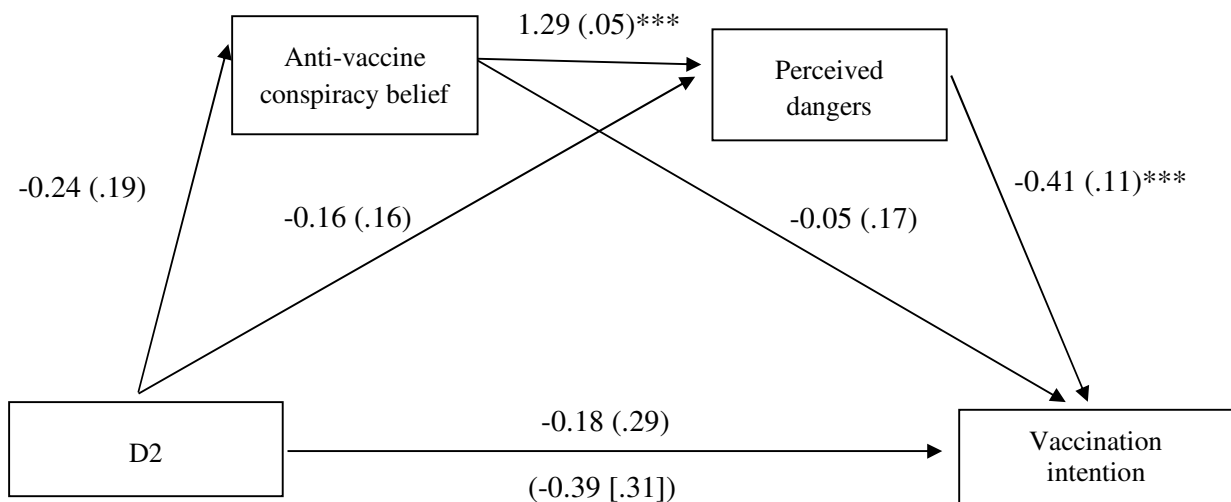 1.29 (.05)***
Anti-vaccine
conspiracy belief
Perceived
dangers
-0.24 (.19)
-0.41 (.11)***
-0.16 (.16)
-0.05 (.17)
D2
-0.18 (.29)
(-0.39 [.31])
Vaccination
intention